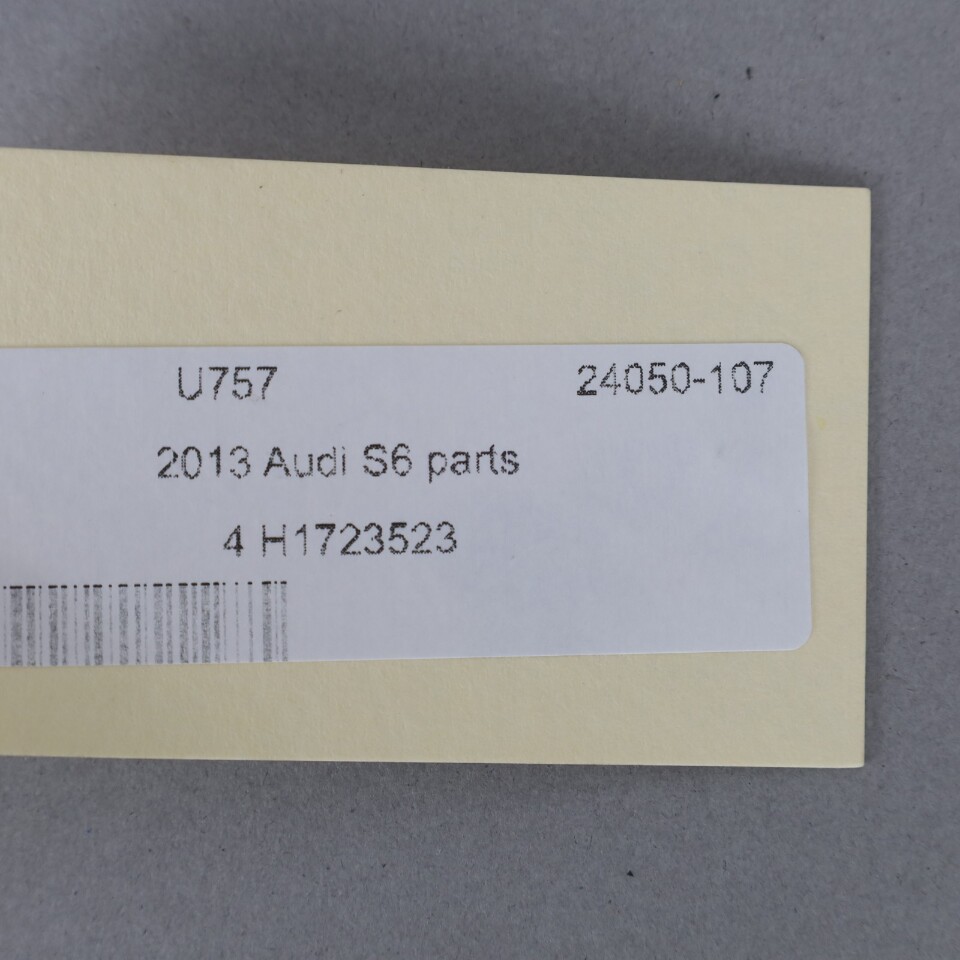 U757 24050-107
2013 Audi S6 parts
4 H1723523